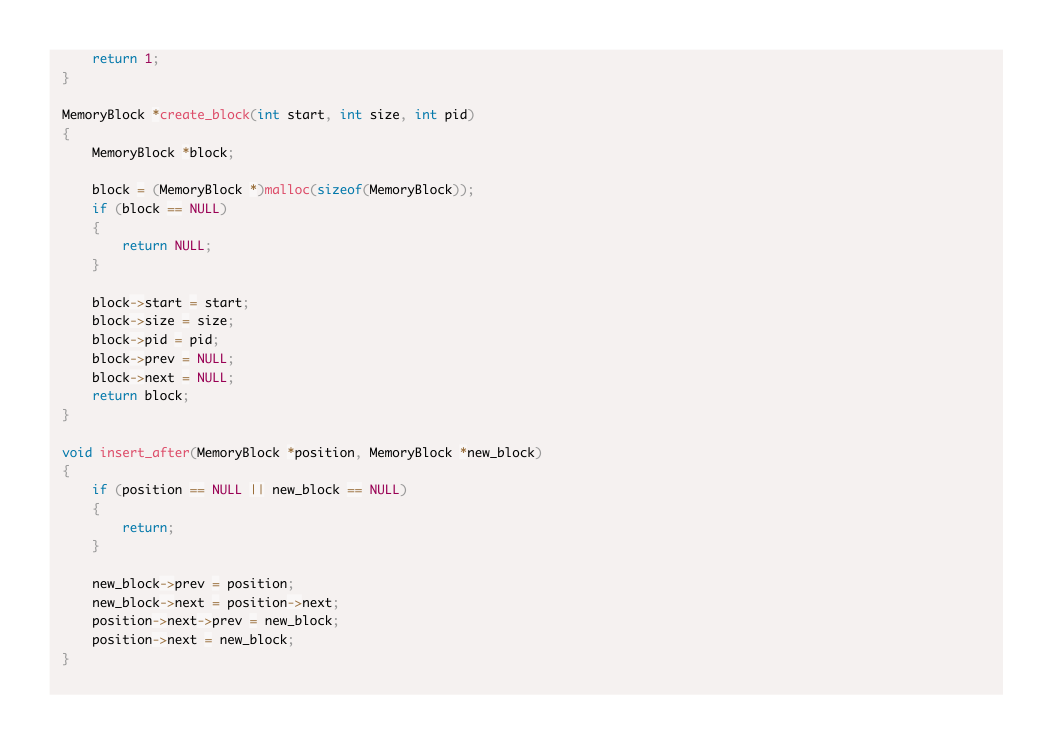 return 1;
}

MemoryBlock *create_block(int start, int size, int pid)
{
    MemoryBlock *block;

    block = (MemoryBlock *)malloc(sizeof(MemoryBlock));
    if (block == NULL)
    {
        return NULL;
    }

    block->start = start;
    block->size = size;
    block->pid = pid;
    block->prev = NULL;
    block->next = NULL;
    return block;
}

void insert_after(MemoryBlock *position, MemoryBlock *new_block)
{
    if (position == NULL || new_block == NULL)
    {
        return;
    }

    new_block->prev = position;
    new_block->next = position->next;
    position->next->prev = new_block;
    position->next = new_block;
}